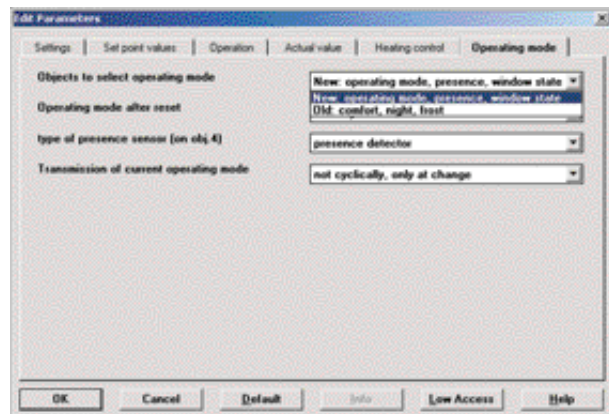 Edit Parameters
Settings Set point values Operation Actual value Heating control Operating mode
Objects to select operating mode New: operating mode, presence, window state
New: operating mode, presence, window state
Operating mode after reset Old: comfort, night, frost
type of presence sensor (on obj.4) presence detector
Transmission of current operating mode not cyclically, only at change
OK Cancel Default Info Low Access Help